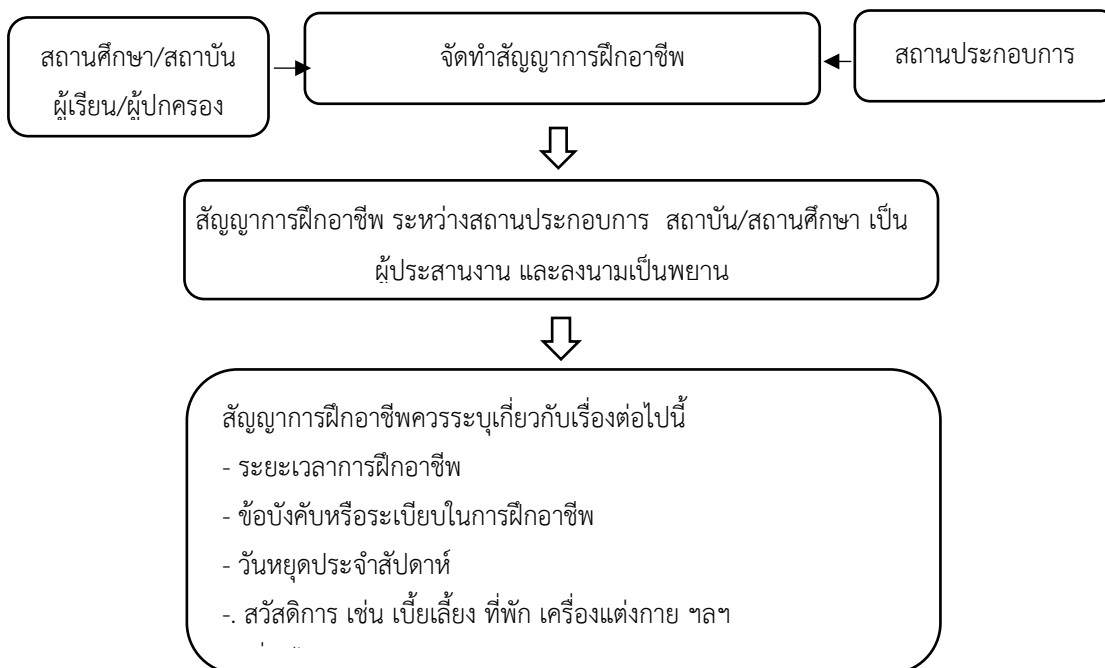 สถานศึกษา/สถาบัน
ผู้เรียน/ผู้ปกครอง
จัดทำสัญญาการฝึกอาชีพ
สถานประกอบการ
สัญญาการฝึกอาชีพ ระหว่างสถานประกอบการ สถาบัน/สถานศึกษา เป็น
ผู้ประสานงาน และลงนามเป็นพยาน
สัญญาการฝึกอาชีพควรระบุเกี่ยวกับเรื่องต่อไปนี้
- ระยะเวลาการฝึกอาชีพ
- ข้อบังคับหรือระเบียบในการฝึกอาชีพ
- วันหยุดประจำสัปดาห์
-. สวัสดิการ เช่น เบี้ยเลี้ยง ที่พัก เครื่องแต่งกาย ฯลฯ